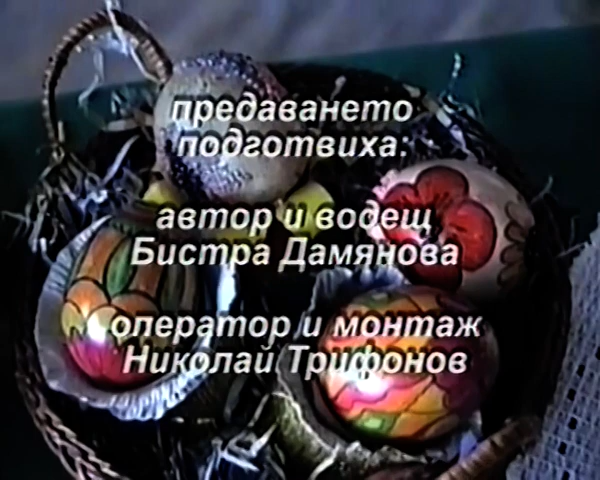 предаването
подготвиха:
автор и водещ
Бистра Дамянова
оператор и монтаж
Николай Трифонов